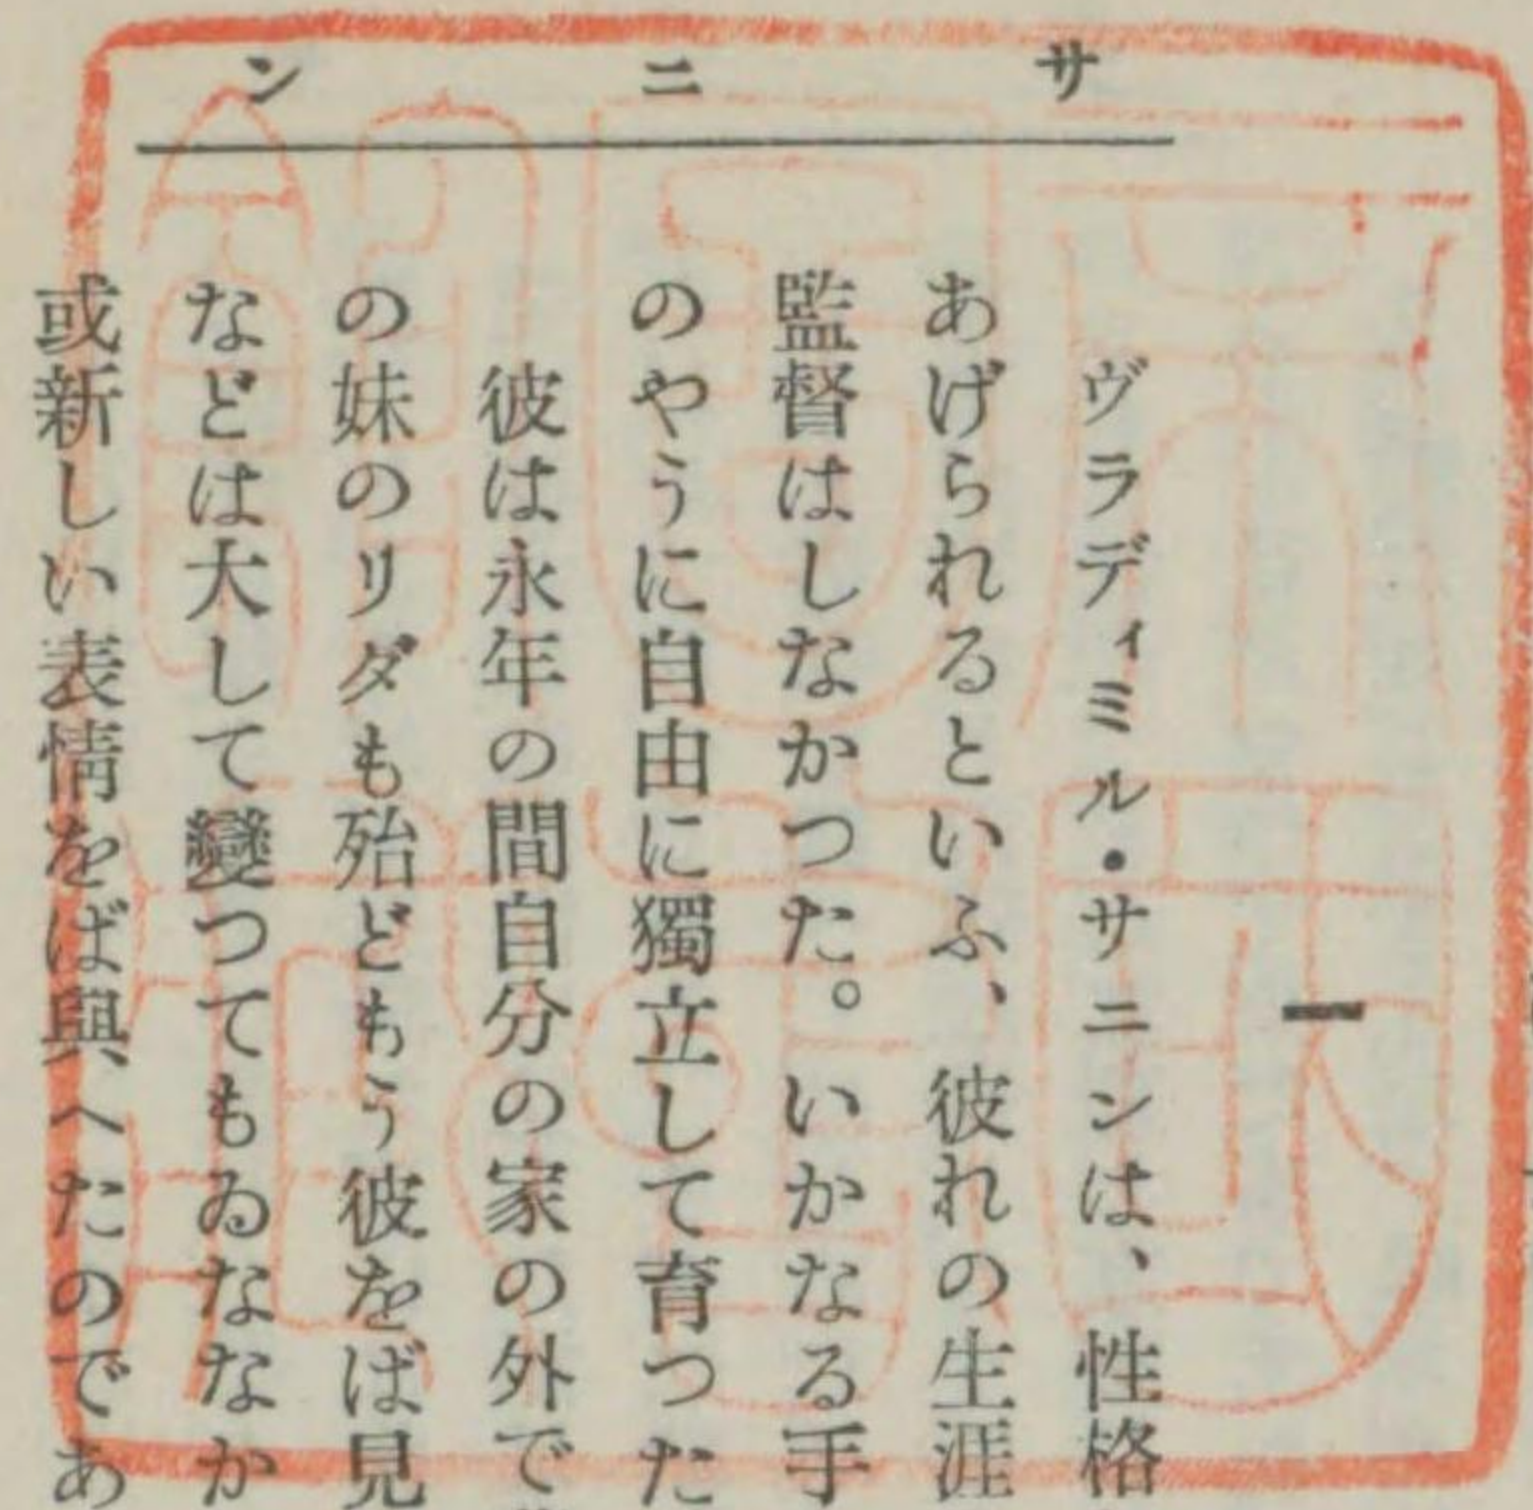 サニン
一
ヴラディミル・サニンは、性格
あげられるといふ、彼れの生涯
監督はしなかつた。いかなる手
のやうに自由に獨立して育つた
彼は永年の間自分の家の外で
の妹のリダも殆どもう彼をば見
などは大して變つてもゐななか
或新しい表情をば與へたのであ